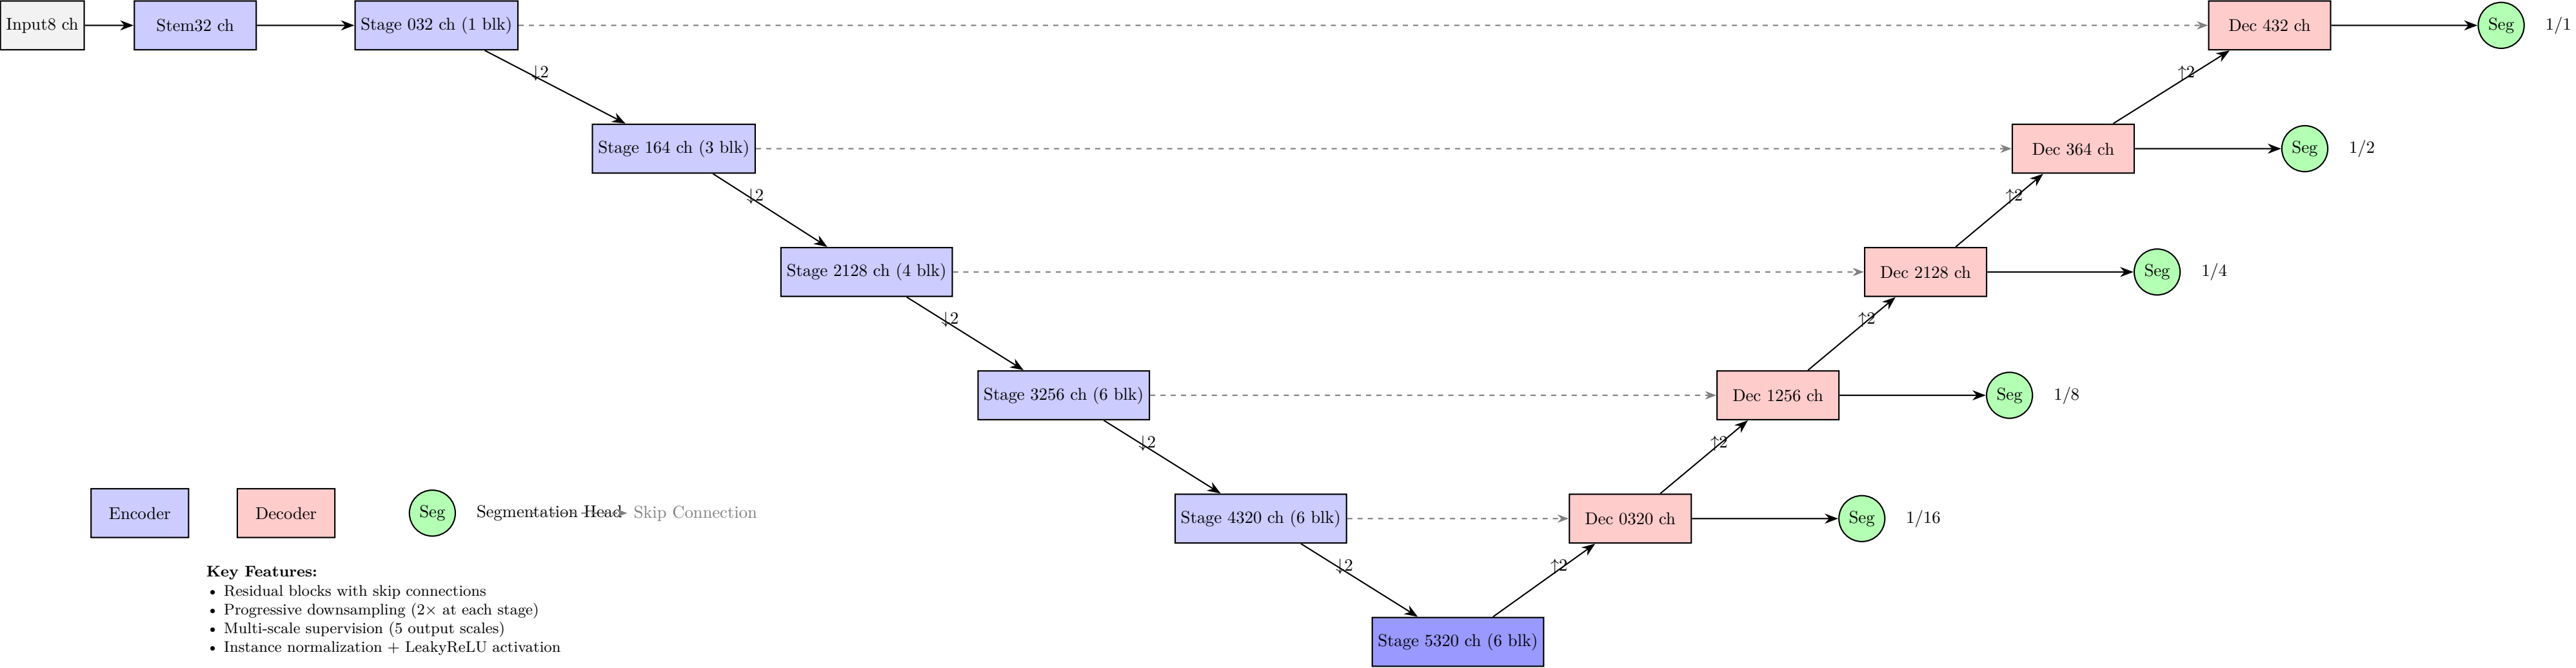 Input8 ch
Stem32 ch
Stage 032 ch (1 blk)
Dec 432 ch
Seg
1/1
↓2
↑2
Stage 164 ch (3 blk)
Dec 364 ch
Seg
1/2
↓2
↑2
Stage 2128 ch (4 blk)
Dec 2128 ch
Seg
1/4
↓2
↑2
Stage 3256 ch (6 blk)
Dec 1256 ch
Seg
1/8
↓2
↑2
Stage 4320 ch (6 blk)
Dec 0320 ch
Seg
1/16
↓2
↑2
Stage 5320 ch (6 blk)
Encoder
Decoder
Seg
Segmentation Head
Skip Connection
Key Features:
• Residual blocks with skip connections
• Progressive downsampling (2× at each stage)
• Multi-scale supervision (5 output scales)
• Instance normalization + LeakyReLU activation